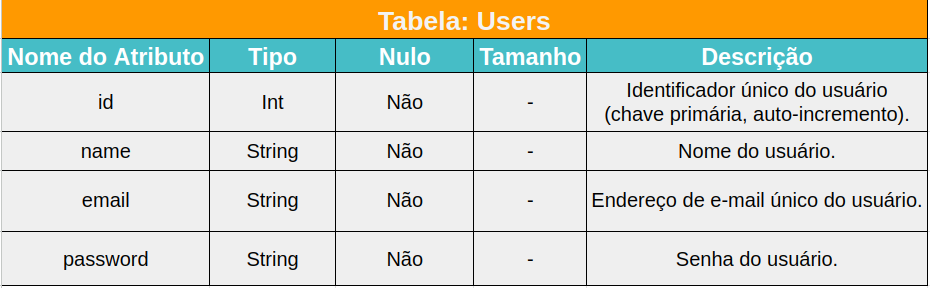 Tabela: Users
Nome do Atributo Tipo Nulo Tamanho Descrição
id Int Não - Identificador único do usuário
(chave primária, auto-incremento).
name String Não - Nome do usuário.
email String Não - Endereço de e-mail único do usuário.
password String Não - Senha do usuário.